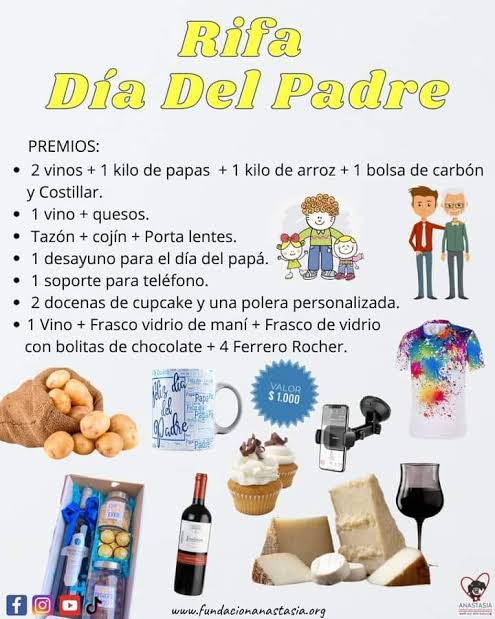 Rifa
Día Del Padre
PREMIOS:
• 2 vinos + 1 kilo de papas + 1 kilo de arroz + 1 bolsa de carbón
y Costillar.
• 1 vino + quesos.
• Tazón + cojín + Porta lentes.
• 1 desayuno para el día del papá.
• 1 soporte para teléfono.
• 2 docenas de cupcake y una polera personalizada.
• 1 Vino + Frasco vidrio de maní + Frasco de vidrio
con bolitas de chocolate + 4 Ferrero Rocher.
feliz día
del
Padre
VALOR
$ 1.000
www.fundacionanastasia.org
ANASTASIA